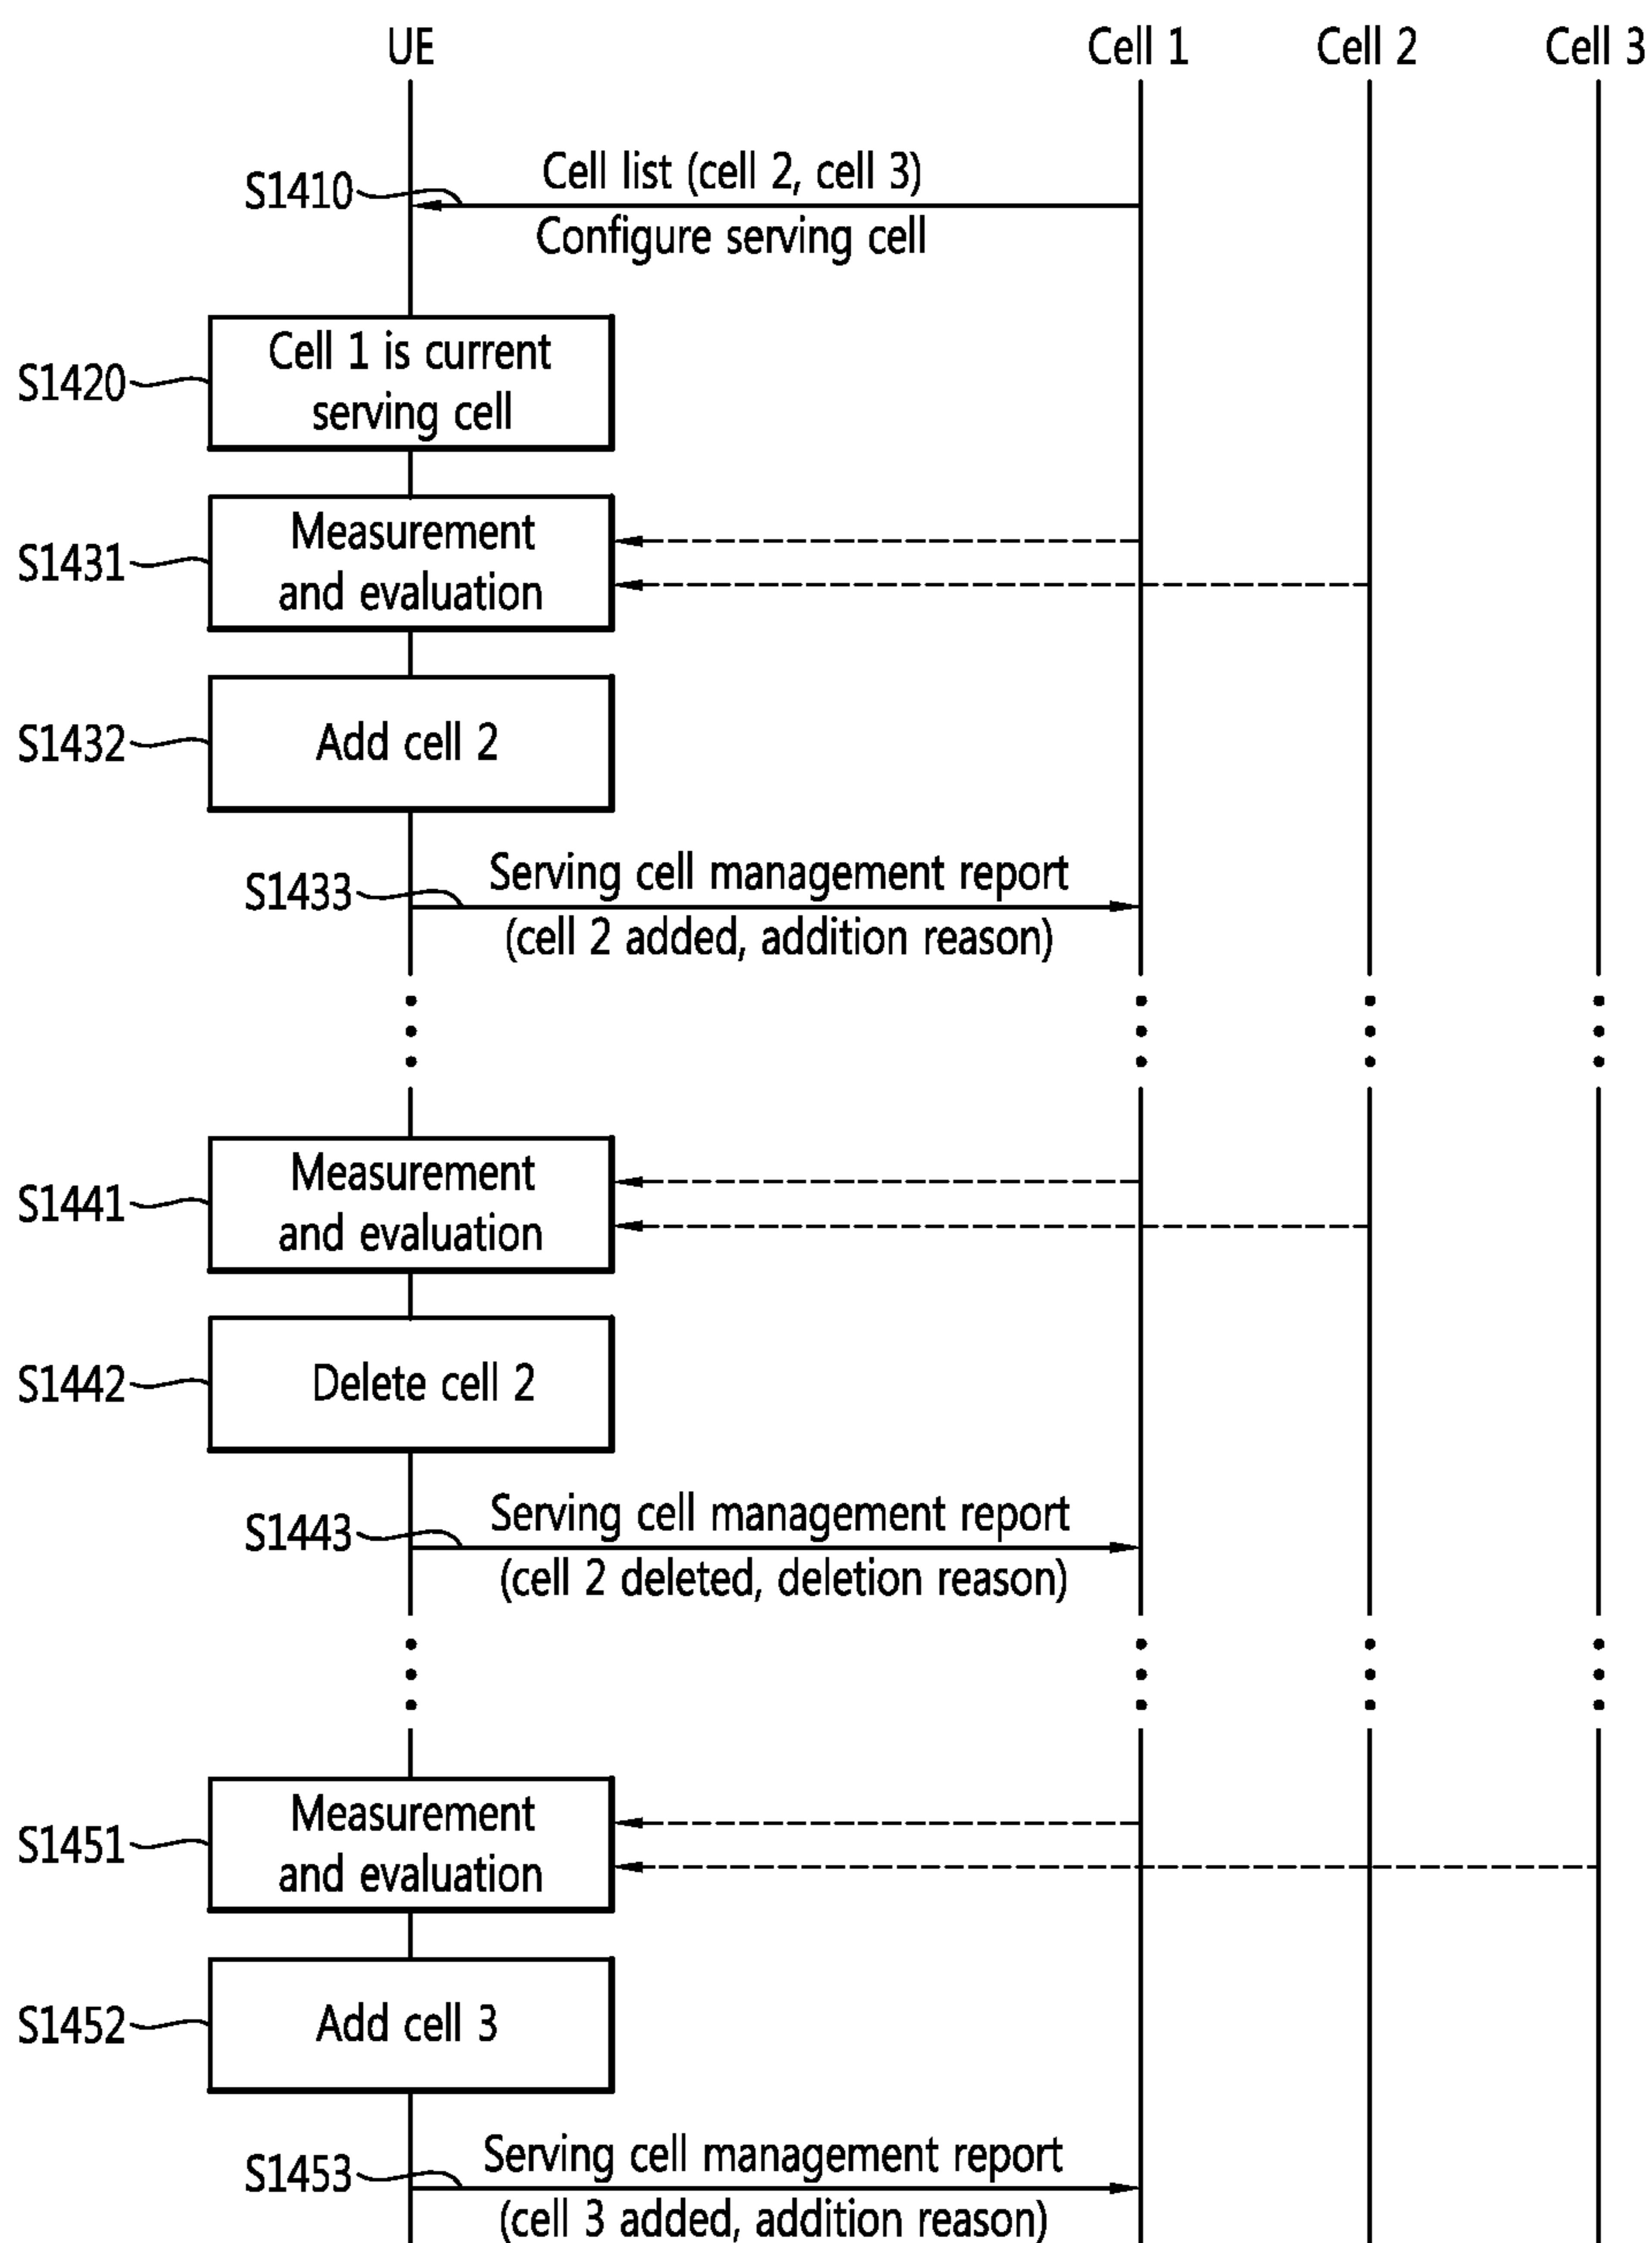 UE Cell 1 Cell 2 Cell 3
S1410 Cell list (cell 2, cell 3)
Configure serving cell
S1420 Cell 1 is current
serving cell
S1431 Measurement
and evaluation
S1432 Add cell 2
S1433 Serving cell management report
(cell 2 added, addition reason)
S1441 Measurement
and evaluation
S1442 Delete cell 2
S1443 Serving cell management report
(cell 2 deleted, deletion reason)
S1451 Measurement
and evaluation
S1452 Add cell 3
S1453 Serving cell management report
(cell 3 added, addition reason)